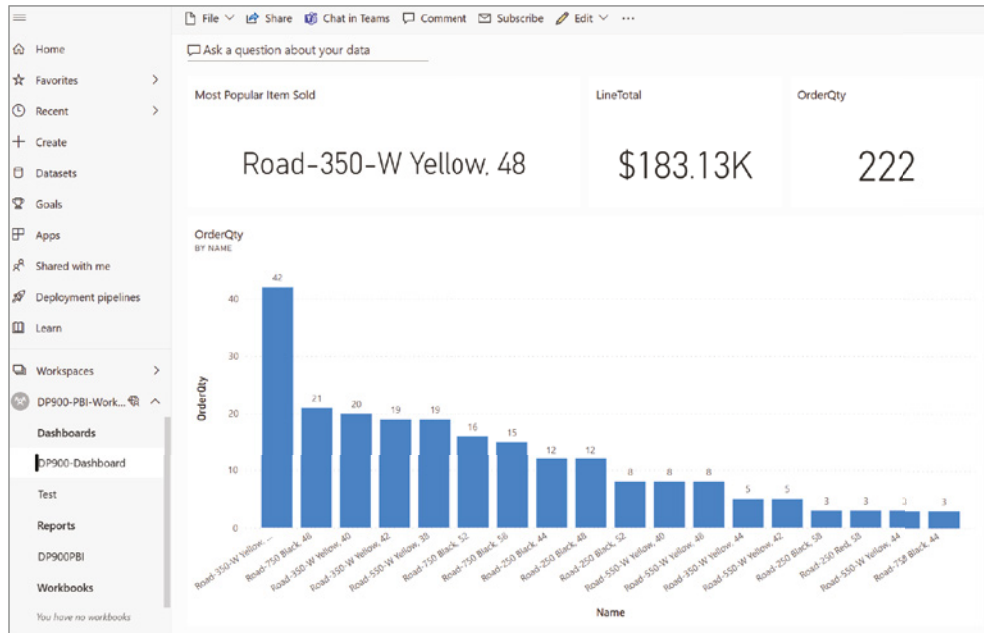 File Share Chat in Teams Comment Subscribe Edit ...
Home
Favorites
Recent
Create
Datasets
Goals
Apps
Shared with me
Deployment pipelines
Learn
Workspaces
DP900-PBI-Work...
Dashboards
DP900-Dashboard
Test
Reports
DP900PBI
Workbooks
You have no workbooks
Ask a question about your data
Most Popular Item Sold
Road-350-W Yellow, 48
LineTotal
$183.13K
OrderQty
222
OrderQty
BY NAME
OrderQty
40
30
20
10
0
42
21
20
19
19
16
15
12
12
8
8
8
5
5
3
3
3
Road-350-W Yellow, ...
Road-750 Black, 48
Road-350-W Yellow, 40
Road-350-W Yellow, 42
Road-550-W Yellow, 38
Road-750 Black, 52
Road-750 Black, 58
Road-250 Black, 44
Road-250 Black, 48
Road-250 Black, 52
Road-550-W Yellow, 40
Road-550-W Yellow, 48
Road-350-W Yellow, 44
Road-550-W Yellow, 42
Road-250 Black, 58
Road-250 Red, 58
Road-550-W Yellow, 44
Black, 44
Name